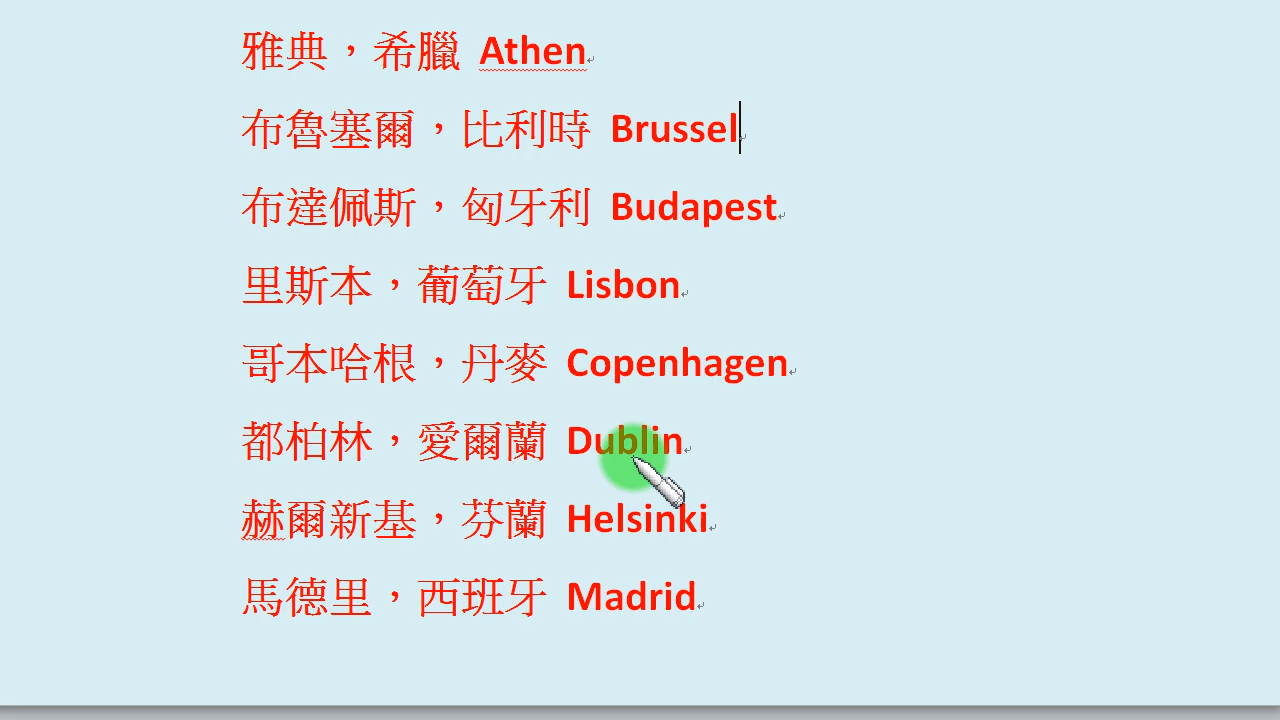 雅典，希臘 Athen
布魯塞爾，比利時 Brussel
布達佩斯，匈牙利 Budapest
里斯本，葡萄牙 Lisbon
哥本哈根，丹麥 Copenhagen
都柏林，愛爾蘭 Dublin
赫爾新基，芬蘭 Helsinki
馬德里，西班牙 Madrid